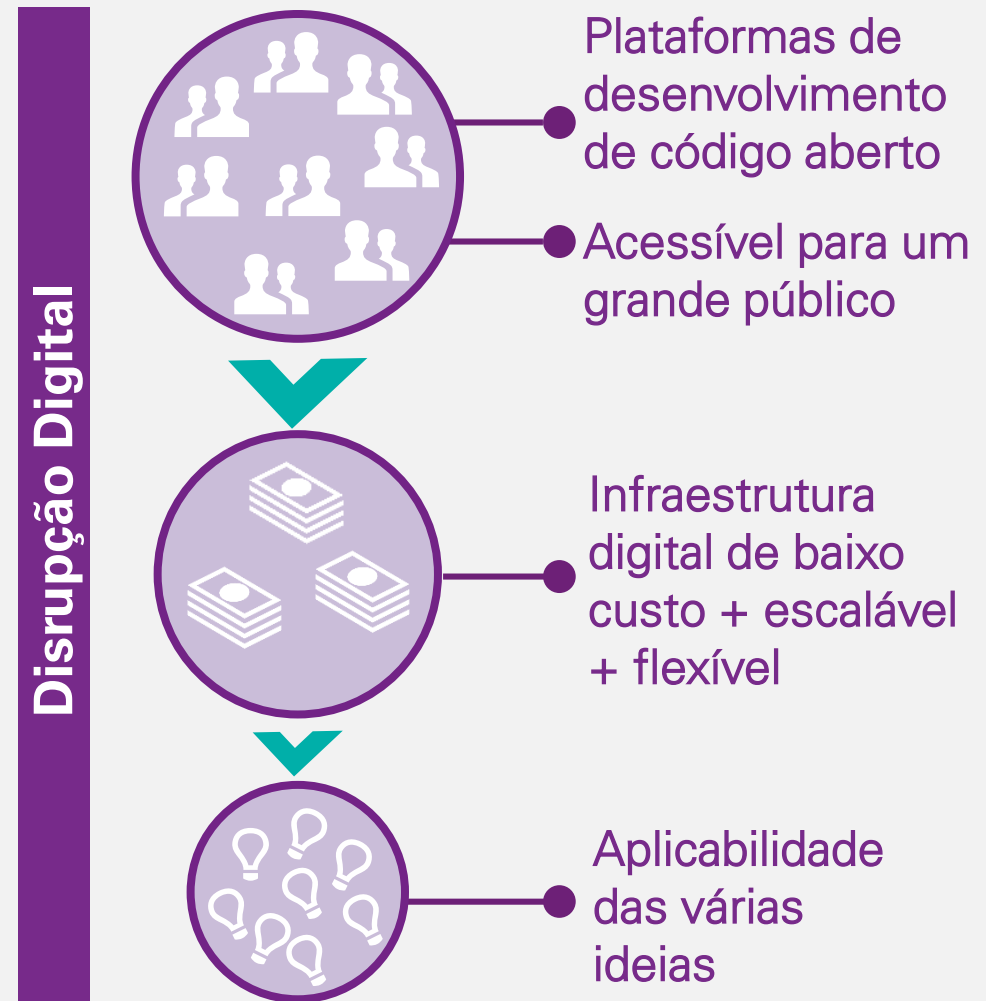 Disrupção Digital
Plataformas de
desenvolvimento
de código aberto
Acessível para um
grande público
Infraestrutura
digital de baixo
custo + escalável
+ flexível
Aplicabilidade
das várias
ideias